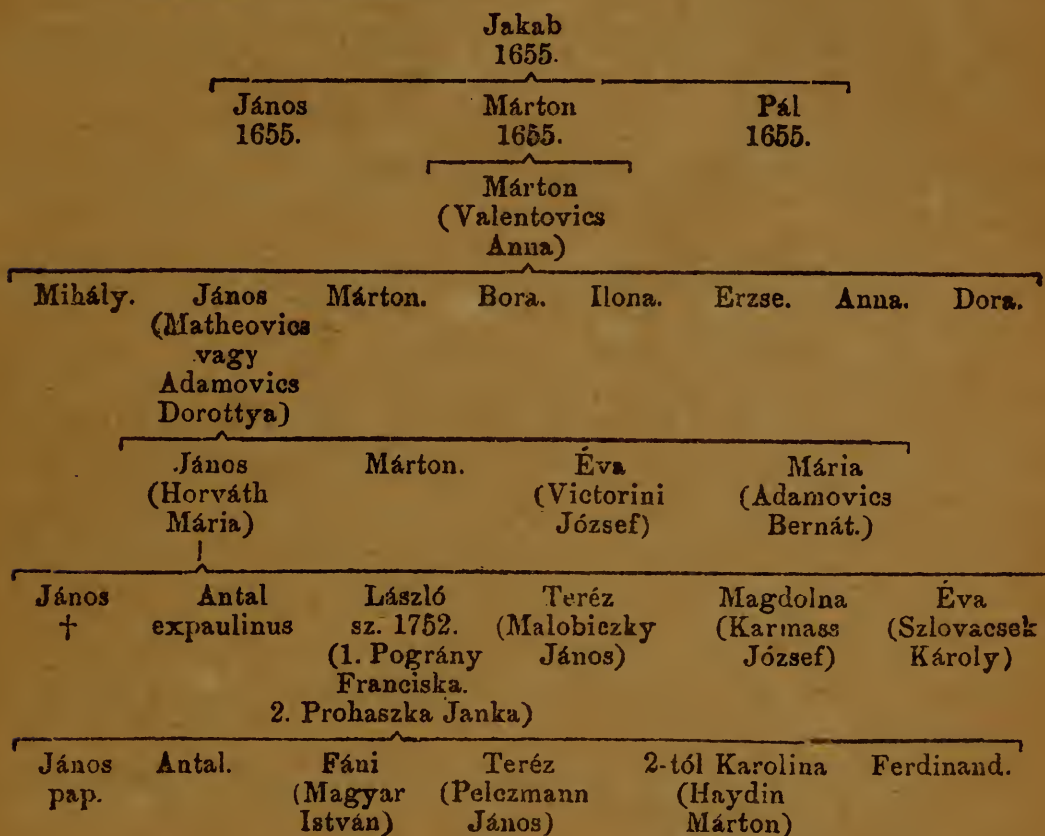 Jakab
1655.
János Márton Pál
1655. 1655. 1655.
Márton
(Valentovics
Anna)
Mihály. János Márton. Bora. Ilona. Erzse. Anna. Dora.
(Matheovics
vagy
Adamovics
Dorottya)
János Márton. Éva Mária
(Horváth (Victorini (Adamovics
Mária) József) Bernát.)
János Antal László Teréz Magdolna Éva
† expaulinus sz. 1752. (Malobiczky (Karmass (Szlovacsek
(1. Pográny János) József) Károly)
Franciska.
2. Prohaszka Janka)
János Antal. Fáni Teréz 2-tól Karolina Ferdinand.
pap. (Magyar (Pelczmann (Haydin
István) János) Márton)